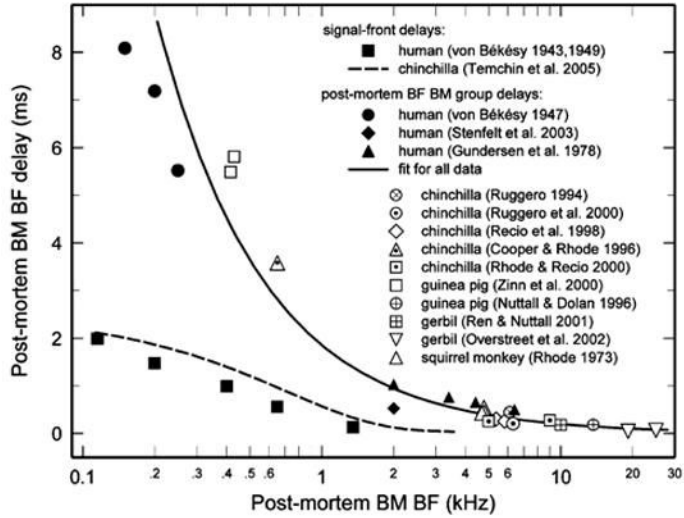 signal-front delays:
human (von Békésy 1943,1949)
chinchilla (Temchin et al. 2005)
post-mortem BF BM group delays:
human (von Békésy 1947)
human (Stenfelt et al. 2003)
human (Gundersen et al. 1978)
fit for all data
chinchilla (Ruggero 1994)
chinchilla (Ruggero et al. 2000)
chinchilla (Recio et al. 1998)
chinchilla (Cooper & Rhode 1996)
chinchilla (Rhode & Recio 2000)
guinea pig (Zinn et al. 2000)
guinea pig (Nuttall & Dolan 1996)
gerbil (Ren & Nuttall 2001)
gerbil (Overstreet et al. 2002)
squirrel monkey (Rhode 1973)
Post-mortem BM BF delay (ms)
8
6
4
2
0
0.1 .2 .3 .4 .5 .6 1 2 3 4 5 6 10 20 30
Post-mortem BM BF (kHz)